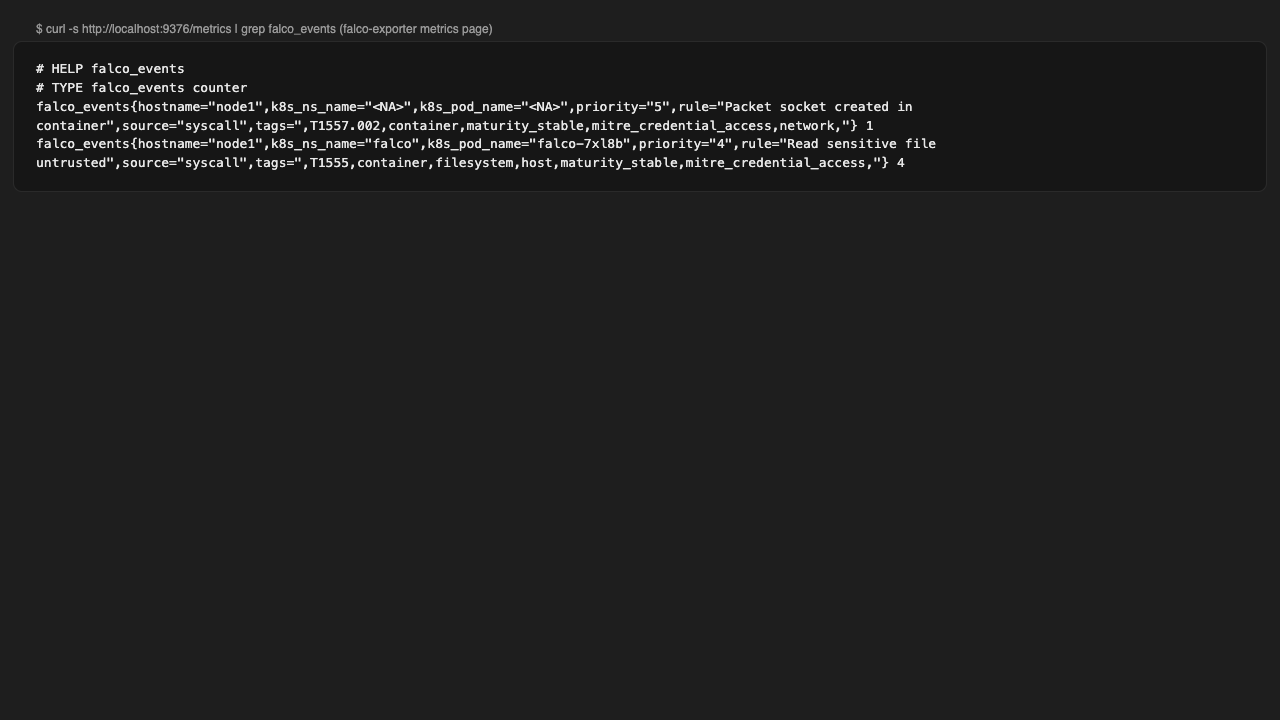 $ curl -s http://localhost:9376/metrics | grep falco_events (falco-exporter metrics page)
# HELP falco_events
# TYPE falco_events counter
falco_events{hostname="node1",k8s_ns_name="<NA>",k8s_pod_name="<NA>",priority="5",rule="Packet socket created in
container",source="syscall",tags=",T1557.002,container,maturity_stable,mitre_credential_access,network,"} 1
falco_events{hostname="node1",k8s_ns_name="falco",k8s_pod_name="falco-7xl8b",priority="4",rule="Read sensitive file
untrusted",source="syscall",tags=",T1555,container,filesystem,host,maturity_stable,mitre_credential_access,"} 4